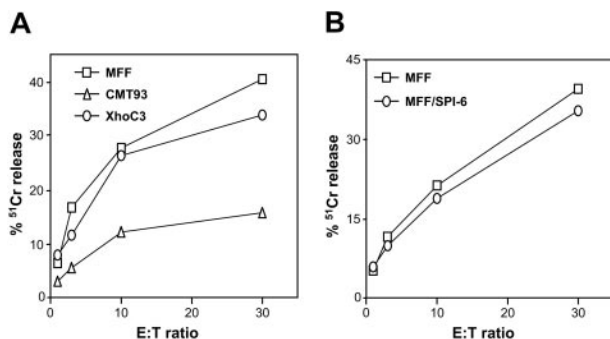 A
% 51Cr release
40
30
20
10
0
MFF
CMT93
XhoC3
0
10
20
30
E:T ratio
B
% 51Cr release
45
30
15
0
MFF
MFF/SPI-6
0
10
20
30
E:T ratio